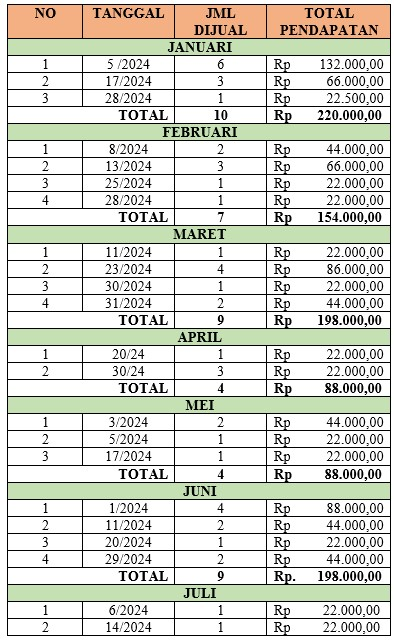 NO TANGGAL JML DIJUAL TOTAL PENDAPATAN
JANUARI
1 5 /2024 6 Rp 132.000,00
2 17/2024 3 Rp 66.000,00
3 28/2024 1 Rp 22.500,00
TOTAL 10 Rp 220.000,00
FEBRUARI
1 8/2024 2 Rp 44.000,00
2 13/2024 3 Rp 66.000,00
3 25/2024 1 Rp 22.000,00
4 28/2024 1 Rp 22.000,00
TOTAL 7 Rp 154.000,00
MARET
1 11/2024 1 Rp 22.000,00
2 23/2024 4 Rp 86.000,00
3 30/2024 1 Rp 22.000,00
4 31/2024 2 Rp 44.000,00
TOTAL 9 Rp 198.000,00
APRIL
1 20/24 1 Rp 22.000,00
2 30/24 3 Rp 22.000,00
TOTAL 4 Rp 88.000,00
MEI
1 3/2024 2 Rp 44.000,00
2 5/2024 1 Rp 22.000,00
3 17/2024 1 Rp 22.000,00
TOTAL 4 Rp 88.000,00
JUNI
1 1/2024 4 Rp 88.000,00
2 11/2024 2 Rp 44.000,00
3 20/2024 1 Rp 22.000,00
4 29/2024 2 Rp 44.000,00
TOTAL 9 Rp. 198.000,00
JULI
1 6/2024 1 Rp 22.000,00
2 14/2024 1 Rp 22.000,00